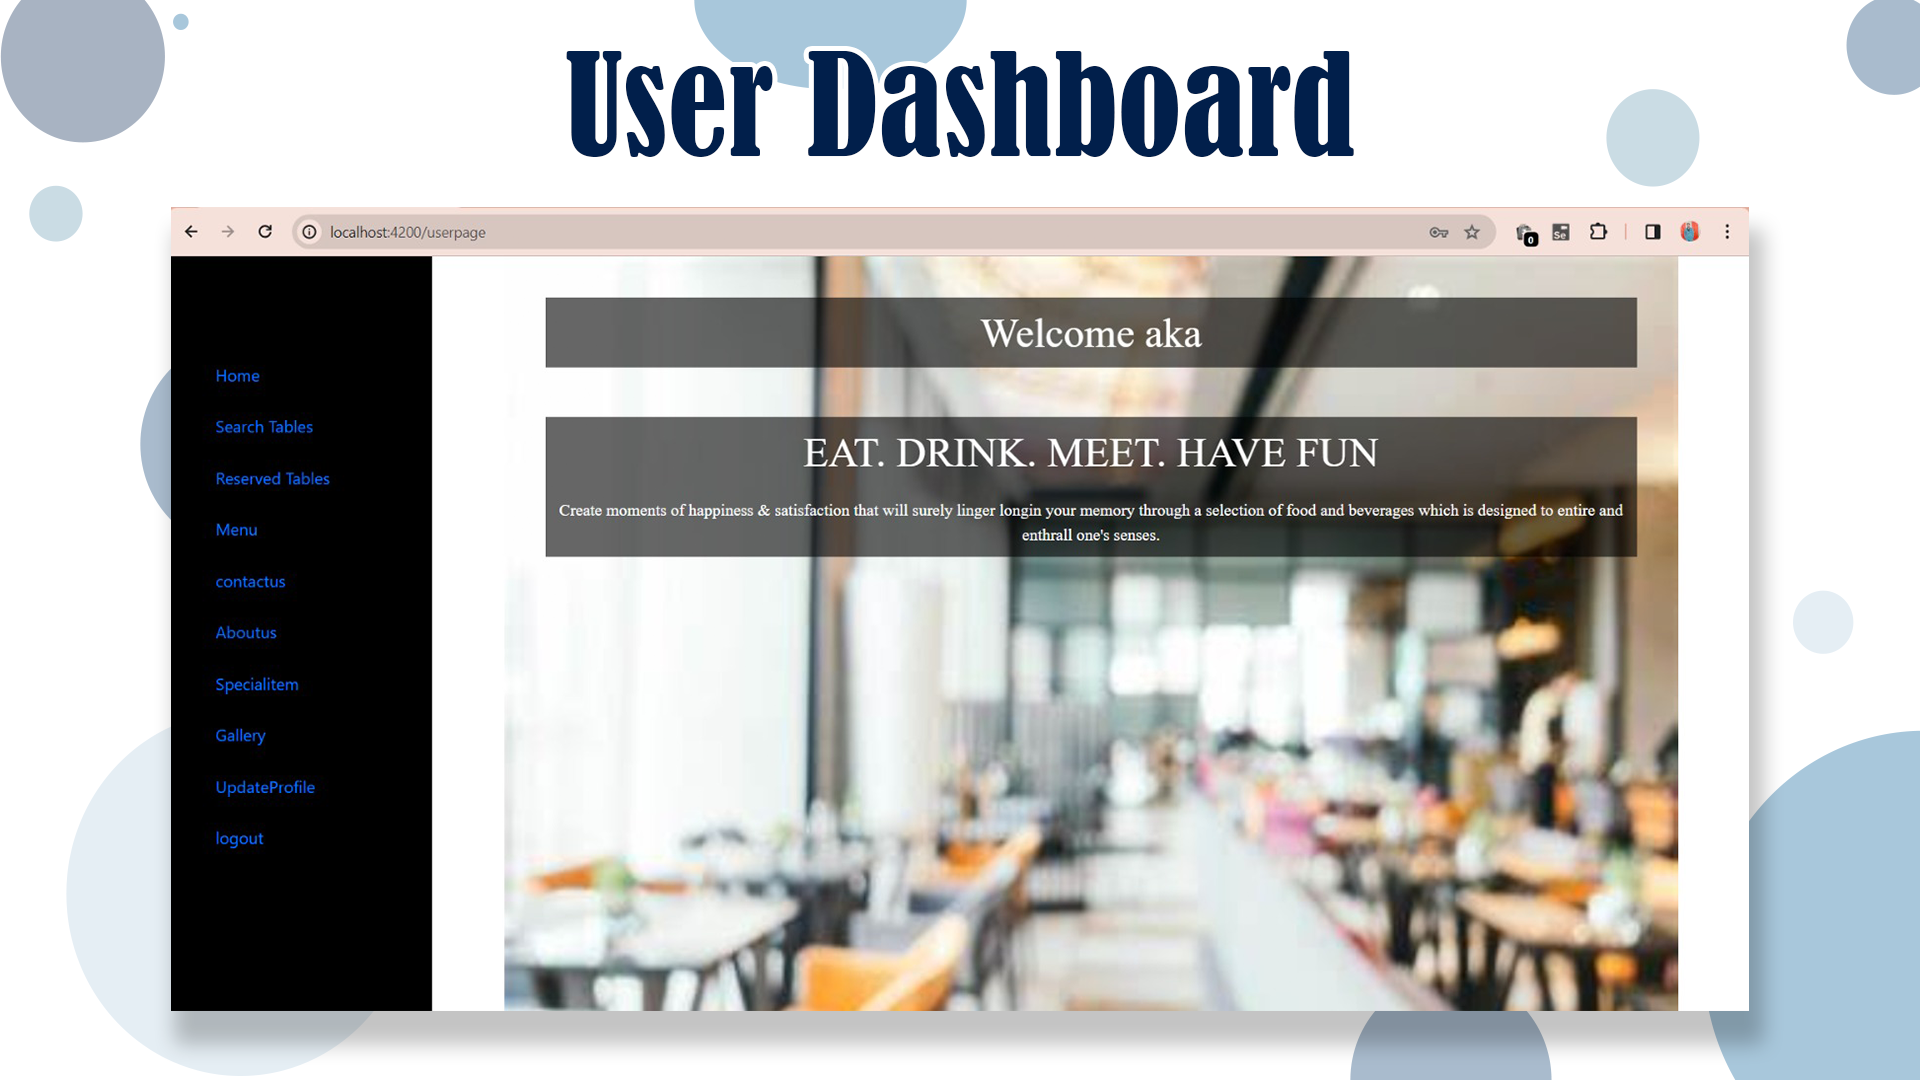 User Dashboard
localhost:4200/userpage
0
Se
Home
Search Tables
Reserved Tables
Menu
contactus
Aboutus
Specialitem
Gallery
UpdateProfile
logout
Welcome aka
EAT. DRINK. MEET. HAVE FUN
Create moments of happiness & satisfaction that will surely linger longin your memory through a selection of food and beverages which is designed to entire and
enthrall one's senses.